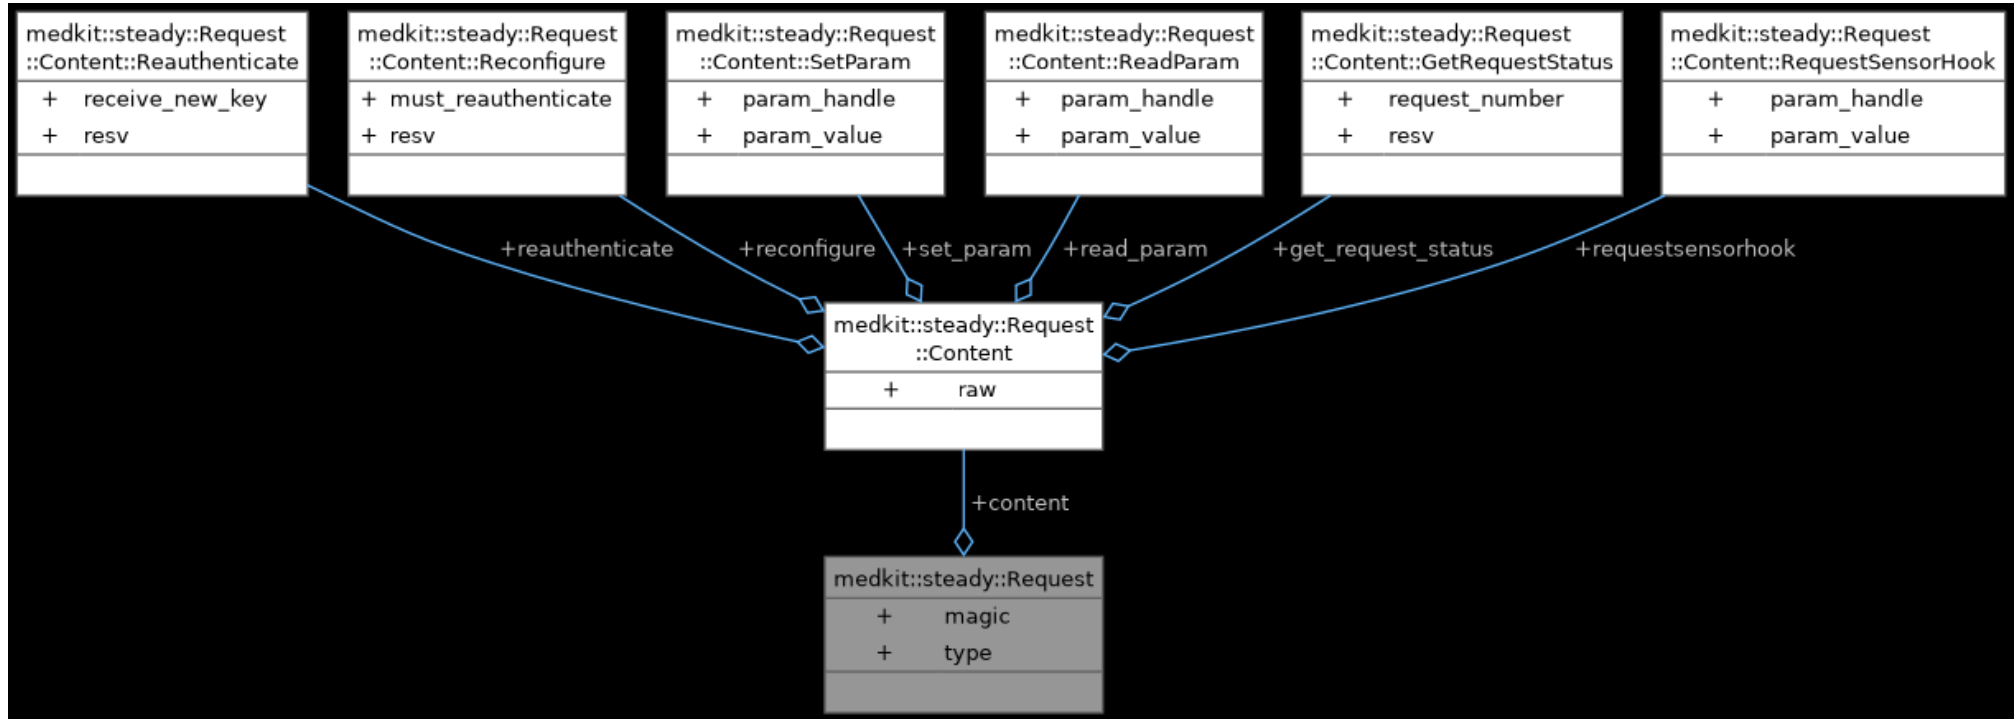 medkit::steady::Request
::Content::Reauthenticate
+ receive_new_key
+ resv
medkit::steady::Request
::Content::Reconfigure
+ must_reauthenticate
+ resv
medkit::steady::Request
::Content::SetParam
+ param_handle
+ param_value
medkit::steady::Request
::Content::ReadParam
+ param_handle
+ param_value
medkit::steady::Request
::Content::GetRequestStatus
+ request_number
+ resv
medkit::steady::Request
::Content::RequestSensorHook
+ param_handle
+ param_value
+reauthenticate
+reconfigure
+set_param
+read_param
+get_request_status
+requestsensorhook
medkit::steady::Request
::Content
+ raw
+content
medkit::steady::Request
+ magic
+ type